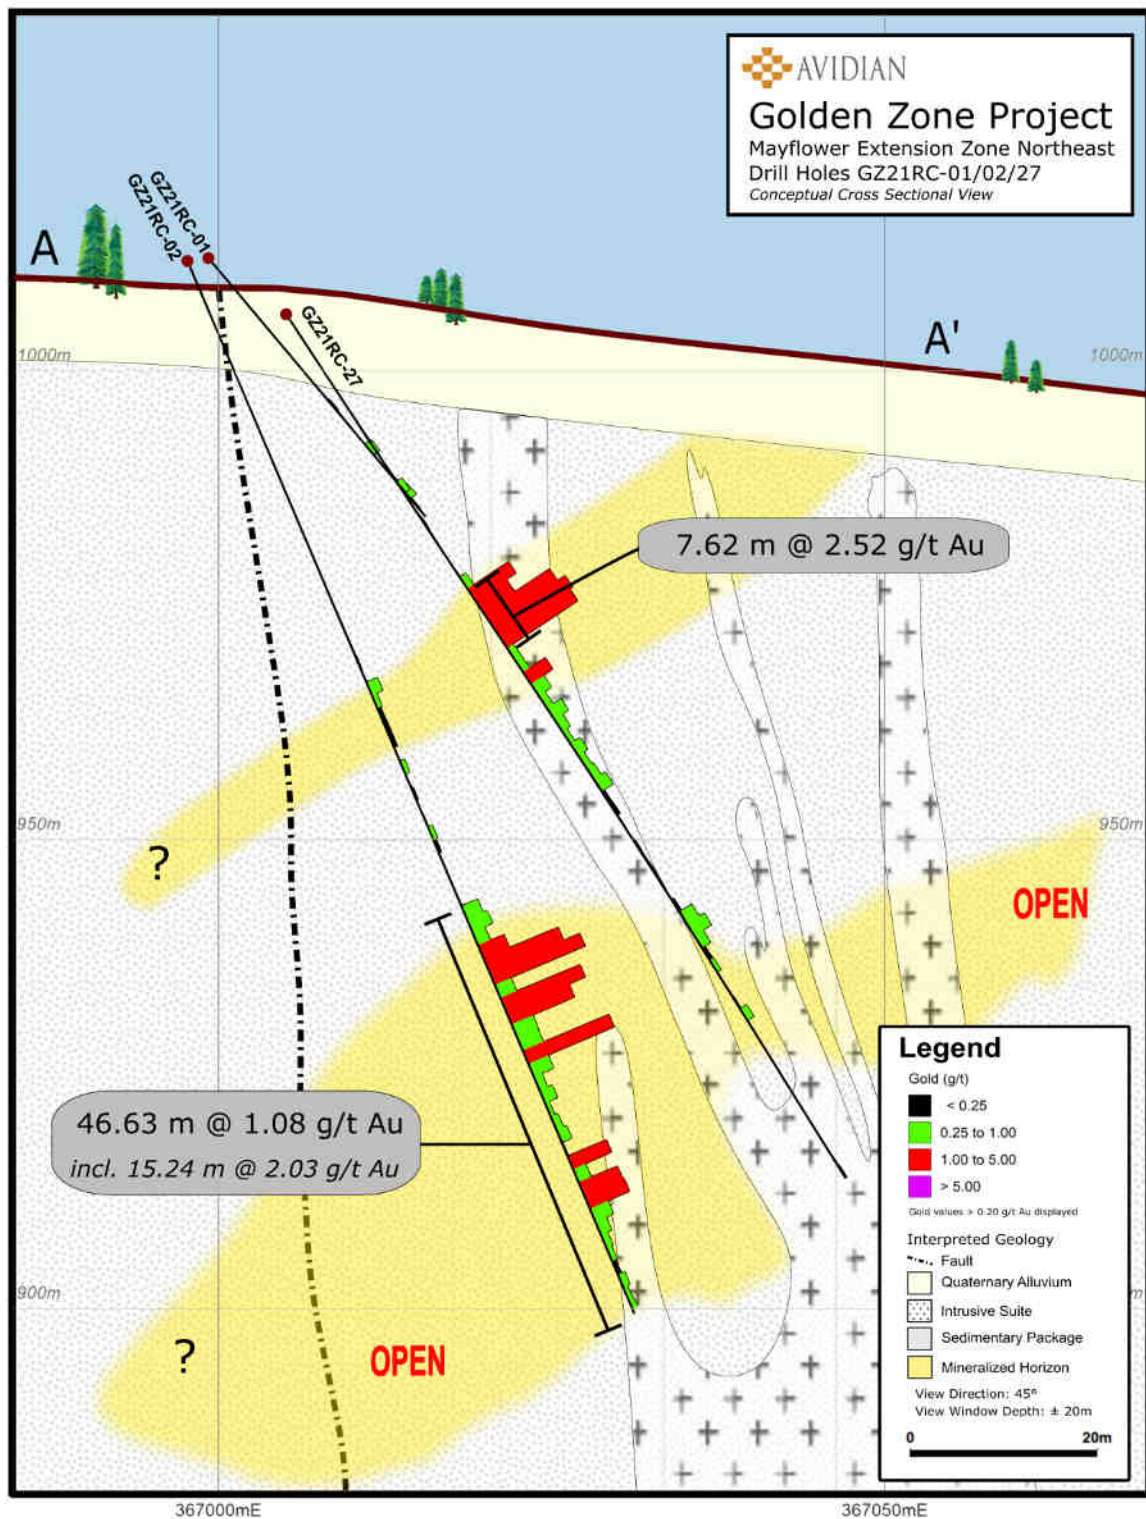 AVIDIAN
Golden Zone Project
Mayflower Extension Zone Northeast
Drill Holes GZ21RC-01/02/27
Conceptual Cross Sectional View
GZ21RC-01
GZ21RC-02
A
GZ21RC-27
A'
1000m
1000m
7.62 m @ 2.52 g/t Au
950m
950m
?
OPEN
46.63 m @ 1.08 g/t Au
incl. 15.24 m @ 2.03 g/t Au
900m
m
?
OPEN
Legend
Gold (g/t)
< 0.25
0.25 to 1.00
1.00 to 5.00
> 5.00
Gold values > 0.20 g/t Au displayed
Interpreted Geology
Fault
Quaternary Alluvium
Intrusive Suite
Sedimentary Package
Mineralized Horizon
View Direction: 45º
View Window Depth: ± 20m
0 20m
367000mE
367050mE